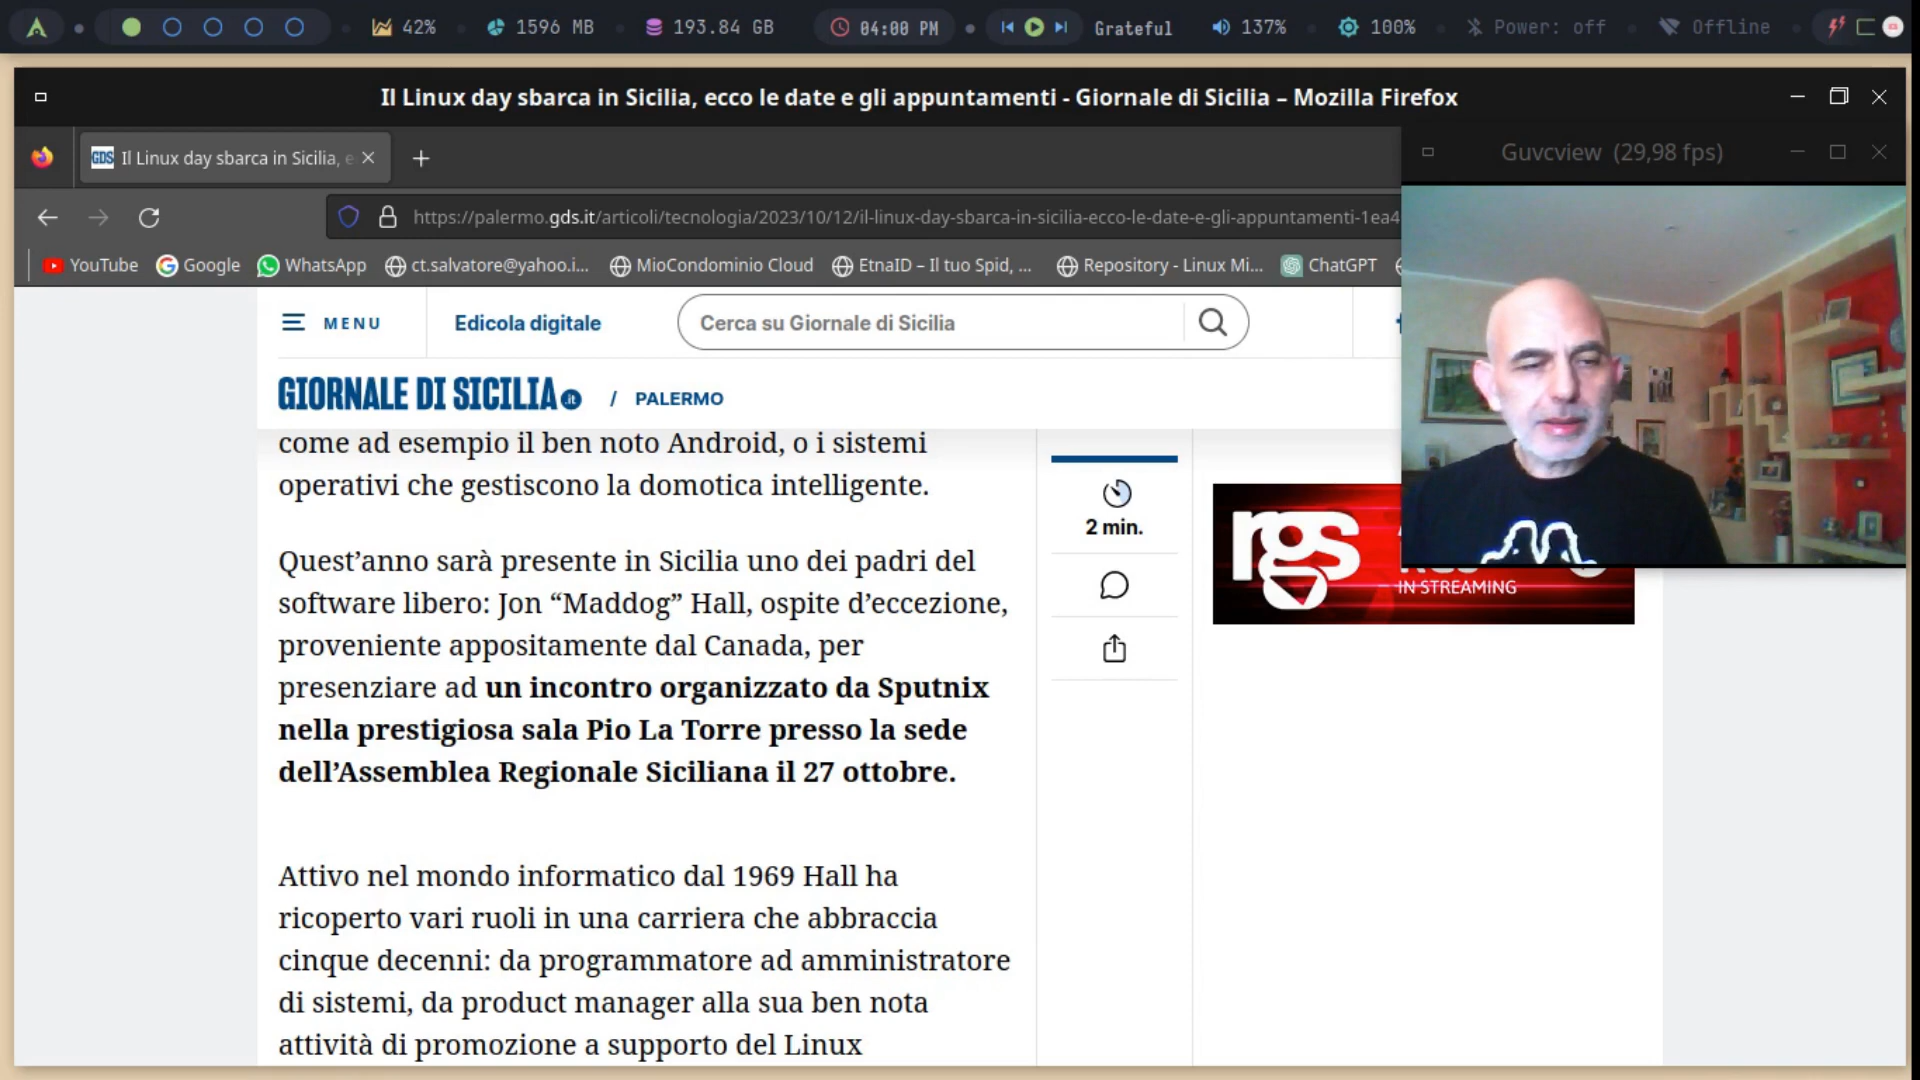 42%
1596 MB
193.84 GB
04:00 PM
Grateful
137%
100%
Power: off
Offline
Il Linux day sbarca in Sicilia, ecco le date e gli appuntamenti - Giornale di Sicilia – Mozilla Firefox
GDS Il Linux day sbarca in Sicilia, e
Guvcview (29,98 fps)
https://palermo.gds.it/articoli/tecnologia/2023/10/12/il-linux-day-sbarca-in-sicilia-ecco-le-date-e-gli-appuntamenti-1ea4
YouTube
Google
WhatsApp
ct.salvatore@yahoo.i...
MioCondominio Cloud
EtnaID – Il tuo Spid, ...
Repository - Linux Mi...
ChatGPT
MENU
Edicola digitale
Cerca su Giornale di Sicilia
GIORNALE DI SICILIA.it / PALERMO
come ad esempio il ben noto Android, o i sistemi
operativi che gestiscono la domotica intelligente.
Quest’anno sarà presente in Sicilia uno dei padri del
software libero: Jon “Maddog” Hall, ospite d’eccezione,
proveniente appositamente dal Canada, per
presenziare ad un incontro organizzato da Sputnix
nella prestigiosa sala Pio La Torre presso la sede
dell’Assemblea Regionale Siciliana il 27 ottobre.
Attivo nel mondo informatico dal 1969 Hall ha
ricoperto vari ruoli in una carriera che abbraccia
cinque decenni: da programmatore ad amministratore
di sistemi, da product manager alla sua ben nota
attività di promozione a supporto del Linux
2 min.
rgs
IN STREAMING